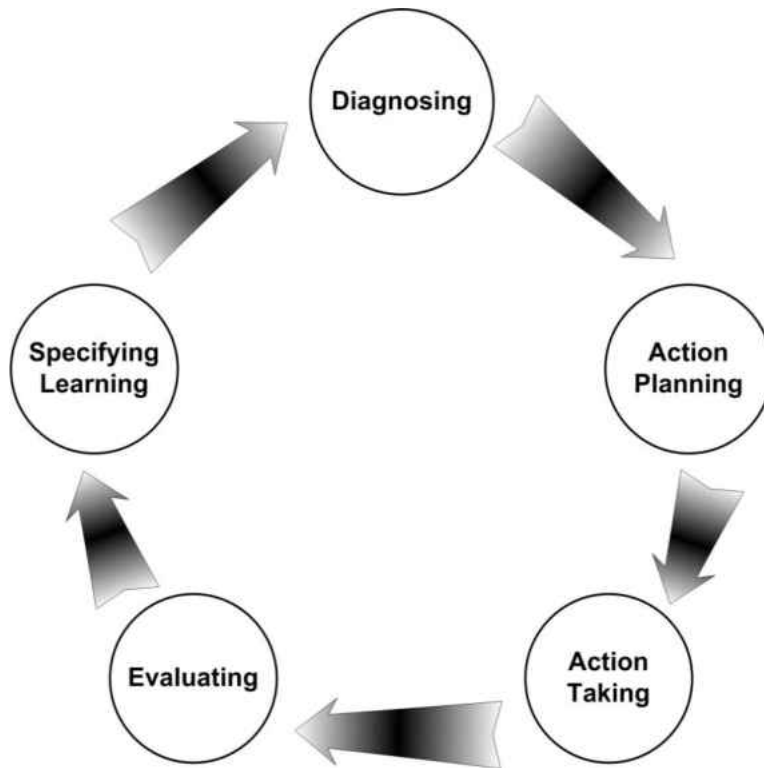 Diagnosing
Action
Planning
Action
Taking
Evaluating
Specifying
Learning